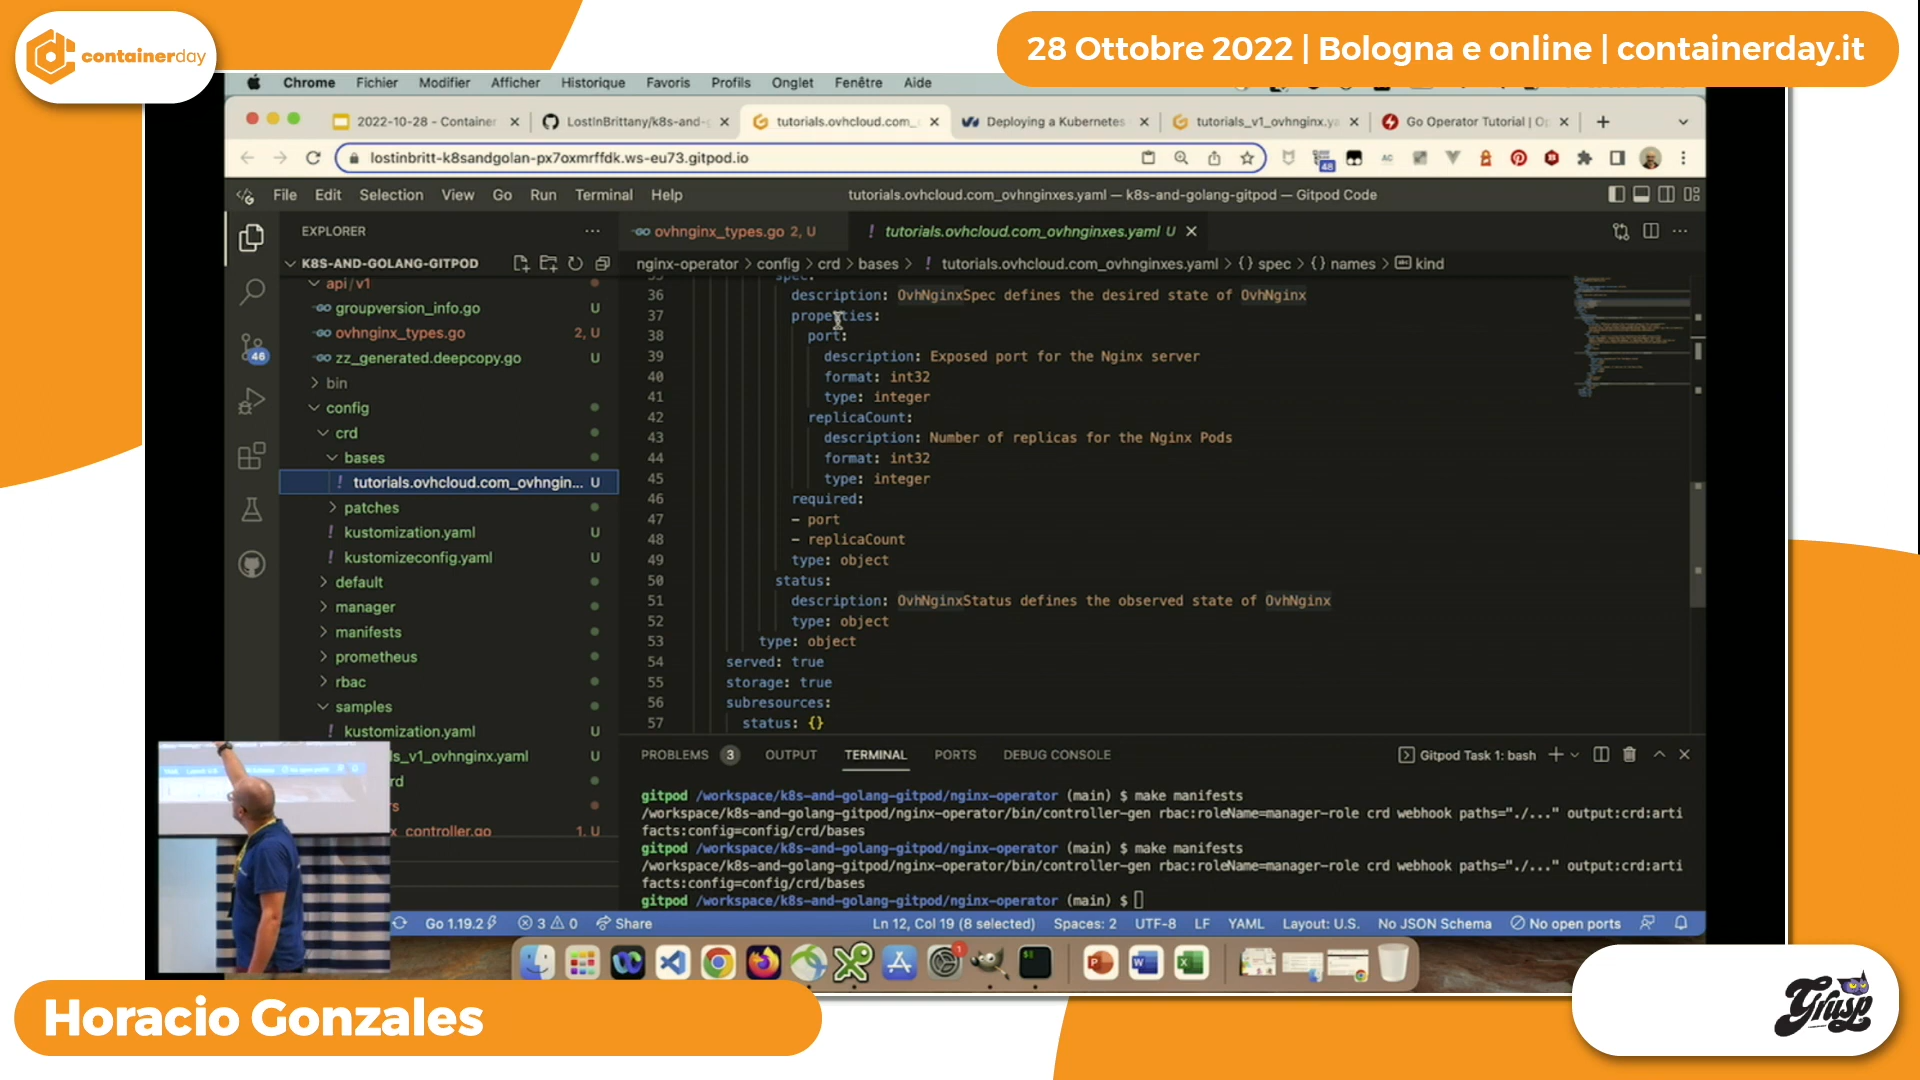 containerday
28 Ottobre 2022 | Bologna e online | containerday.it
Chrome Fichier Modifier Afficher Historique Favoris Profils Onglet Fenêtre Aide
2022-10-28 - Container
LostInBrittany/k8s-and-g
tutorials.ovhcloud.com_
Deploying a Kubernetes
tutorials_v1_ovhnginx.ya
Go Operator Tutorial | Op
lostinbritt-k8sandgolan-px7oxmrffdk.ws-eu73.gitpod.io
File Edit Selection View Go Run Terminal Help
tutorials.ovhcloud.com_ovhnginxes.yaml — k8s-and-golang-gitpod — Gitpod Code
EXPLORER
K8S-AND-GOLANG-GITPOD
api/v1
groupversion_info.go U
ovhnginx_types.go 2, U
zz_generated.deepcopy.go U
bin
config
crd
bases
! tutorials.ovhcloud.com_ovhngin... U
patches
! kustomization.yaml U
! kustomizeconfig.yaml U
default
manager
manifests
prometheus
rbac
samples
! kustomization.yaml U
ls_v1_ovhnginx.yaml U
rd
rs
x_controller.go 1, U
46
ovhnginx_types.go 2, U
! tutorials.ovhcloud.com_ovhnginxes.yaml U
nginx-operator > config > crd > bases > ! tutorials.ovhcloud.com_ovhnginxes.yaml > {} spec > {} names > kind
35 spec:
36 description: OvhNginxSpec defines the desired state of OvhNginx
37 properties:
38 port:
39 description: Exposed port for the Nginx server
40 format: int32
41 type: integer
42 replicaCount:
43 description: Number of replicas for the Nginx Pods
44 format: int32
45 type: integer
46 required:
47 - port
48 - replicaCount
49 type: object
50 status:
51 description: OvhNginxStatus defines the observed state of OvhNginx
52 type: object
53 type: object
54 served: true
55 storage: true
56 subresources:
57 status: {}
PROBLEMS 3 OUTPUT TERMINAL PORTS DEBUG CONSOLE
Gitpod Task 1: bash
gitpod /workspace/k8s-and-golang-gitpod/nginx-operator (main) $ make manifests
/workspace/k8s-and-golang-gitpod/nginx-operator/bin/controller-gen rbac:roleName=manager-role crd webhook paths="./..." output:crd:arti
facts:config=config/crd/bases
gitpod /workspace/k8s-and-golang-gitpod/nginx-operator (main) $ make manifests
/workspace/k8s-and-golang-gitpod/nginx-operator/bin/controller-gen rbac:roleName=manager-role crd webhook paths="./..." output:crd:arti
facts:config=config/crd/bases
gitpod /workspace/k8s-and-golang-gitpod/nginx-operator (main) $
Go 1.19.2 3 0 Share
Ln 12, Col 19 (8 selected) Spaces: 2 UTF-8 LF YAML Layout: U.S. No JSON Schema No open ports
Horacio Gonzales
Grusp